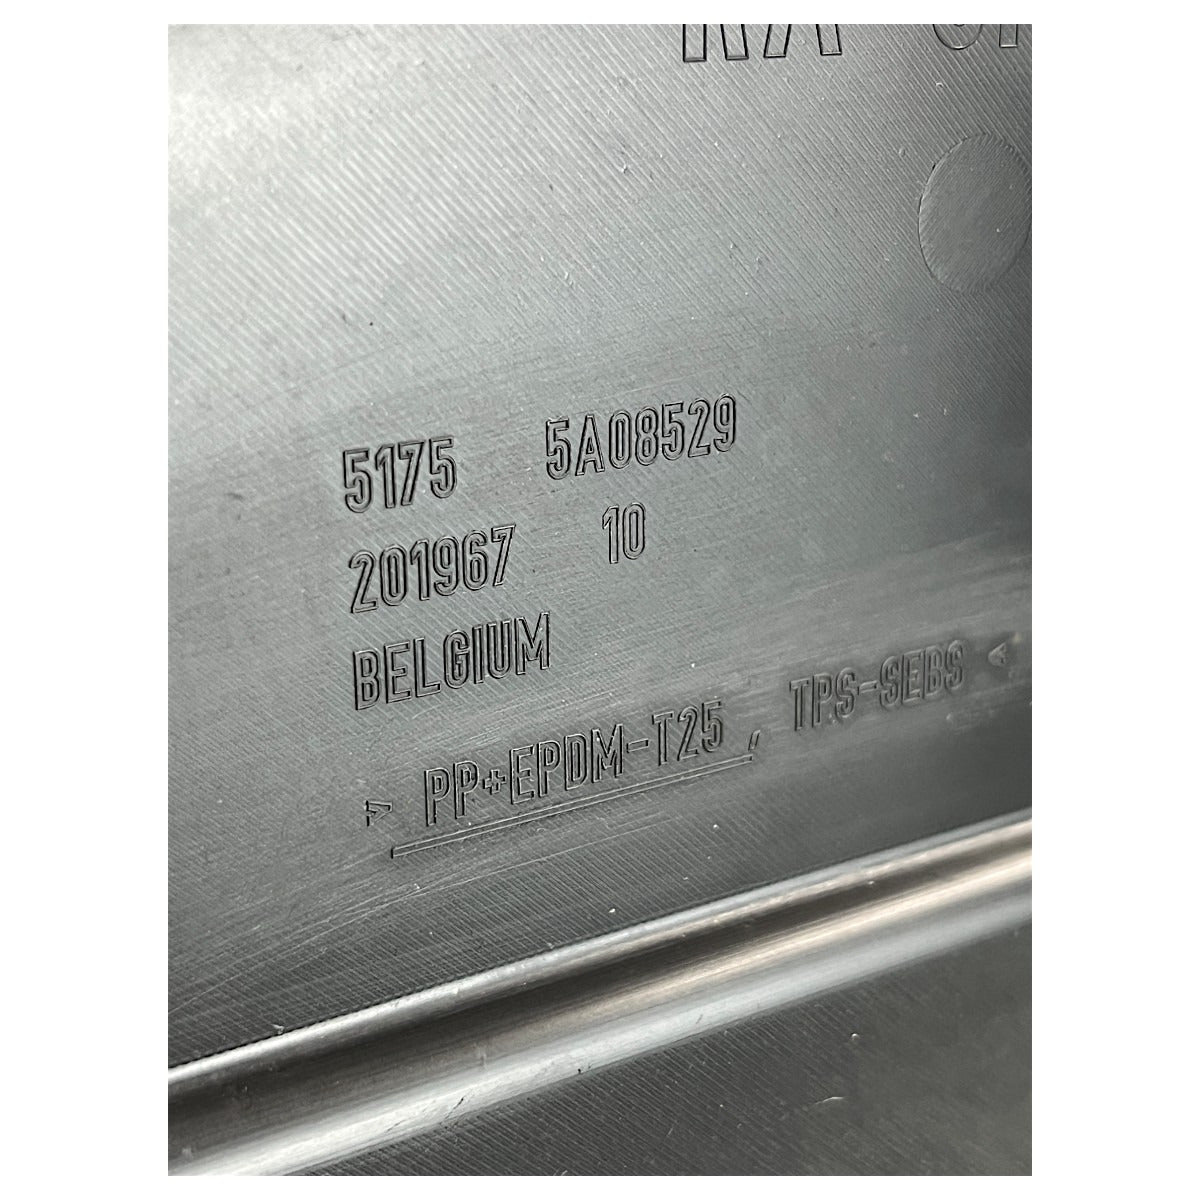 5175 5A08529
201967 10
BELGIUM
> PP+EPDM-T25, TPS-SEBS <